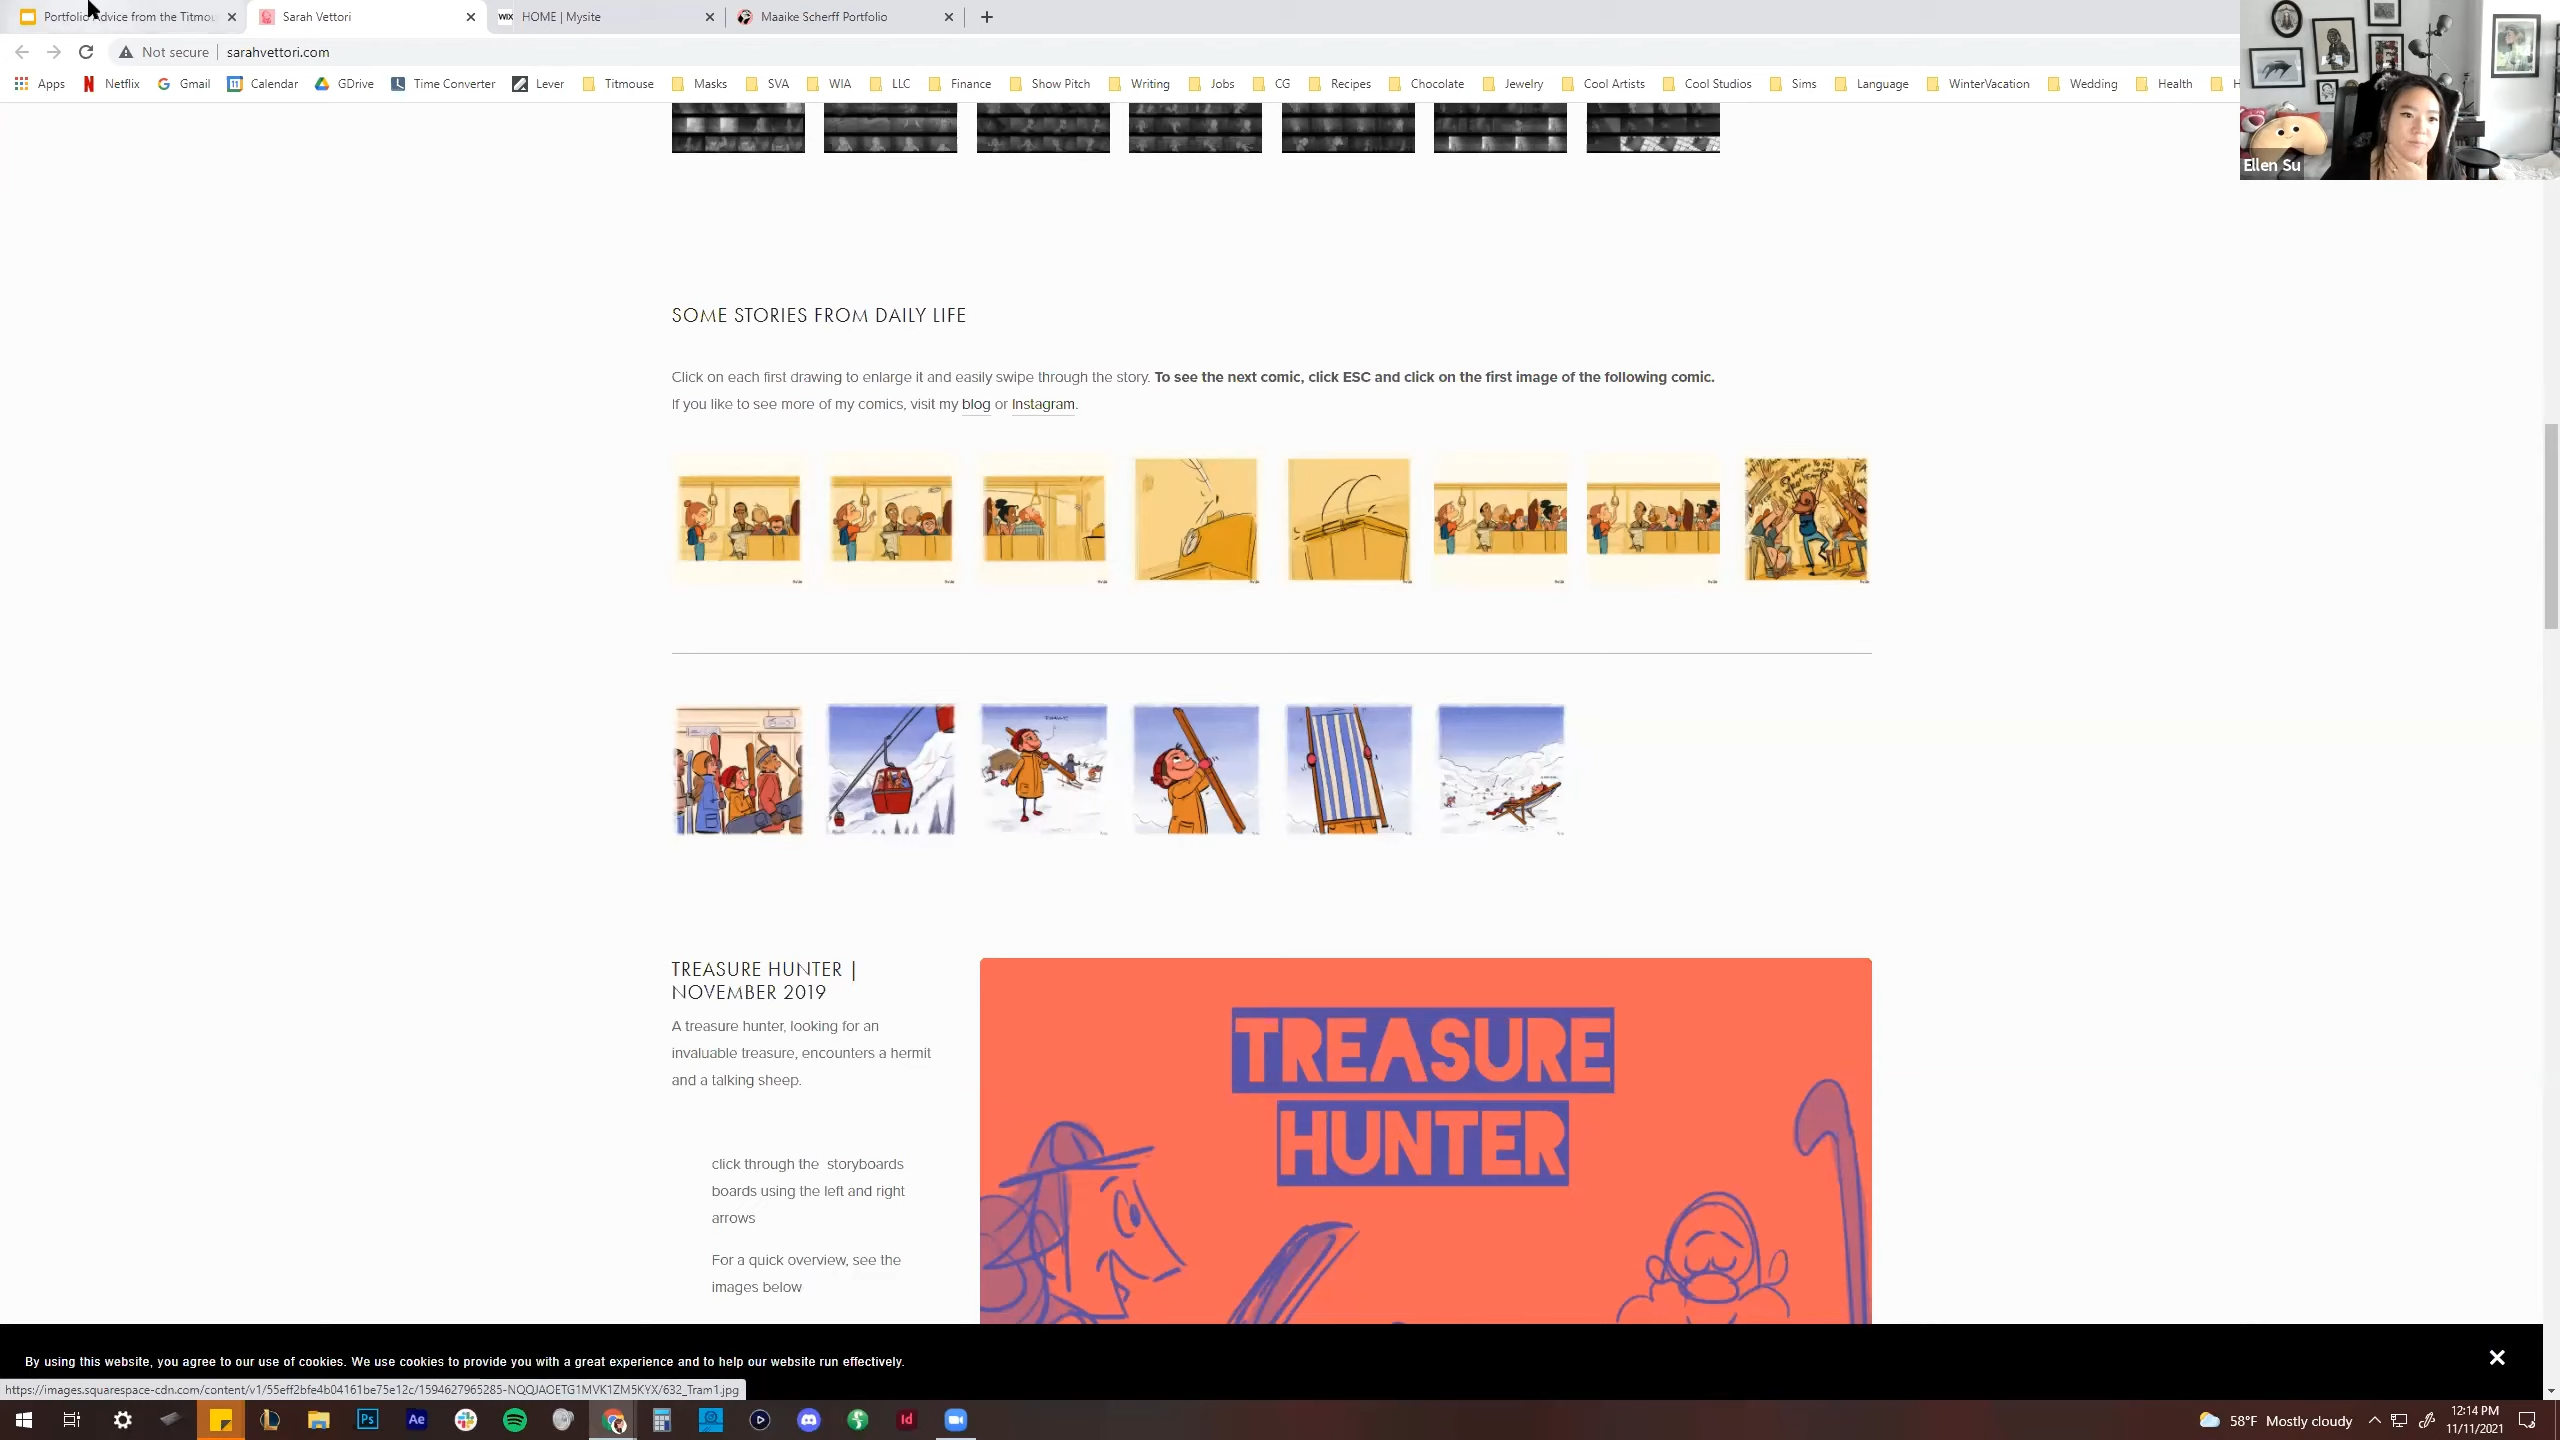 Portfolio Advice from the Titmou
Sarah Vettori
WIX HOME | Mysite
Maaike Scherff Portfolio
Not secure sarahvettori.com
Apps Netflix Gmail Calendar GDrive Time Converter Lever Titmouse Masks SVA WIA LLC Finance Show Pitch Writing Jobs CG Recipes Chocolate Jewelry Cool Artists Cool Studios Sims Language WinterVacation Wedding Health H
Ellen Su
SOME STORIES FROM DAILY LIFE
Click on each first drawing to enlarge it and easily swipe through the story. To see the next comic, click ESC and click on the first image of the following comic.
If you like to see more of my comics, visit my blog or Instagram.
TREASURE HUNTER |
NOVEMBER 2019
A treasure hunter, looking for an
invaluable treasure, encounters a hermit
and a talking sheep.
click through the storyboards
boards using the left and right
arrows
For a quick overview, see the
images below
TREASURE
HUNTER
By using this website, you agree to our use of cookies. We use cookies to provide you with a great experience and to help our website run effectively.
https://images.squarespace-cdn.com/content/v1/55eff2bfe4b04161be75e12c/1594627965285-NQQJAOETG1MVK1ZM5KYX/632_Tram1.jpg
Ps Ae Id
58°F Mostly cloudy
12:14 PM
11/11/2021